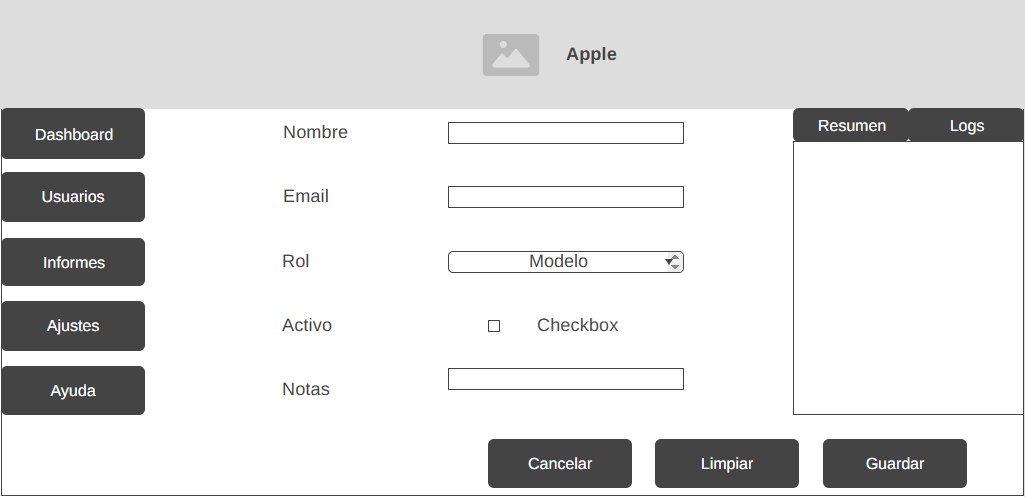 Apple
Dashboard
Usuarios
Informes
Ajustes
Ayuda
Nombre
Email
Rol
Modelo
Activo
Checkbox
Notas
Resumen
Logs
Cancelar
Limpiar
Guardar